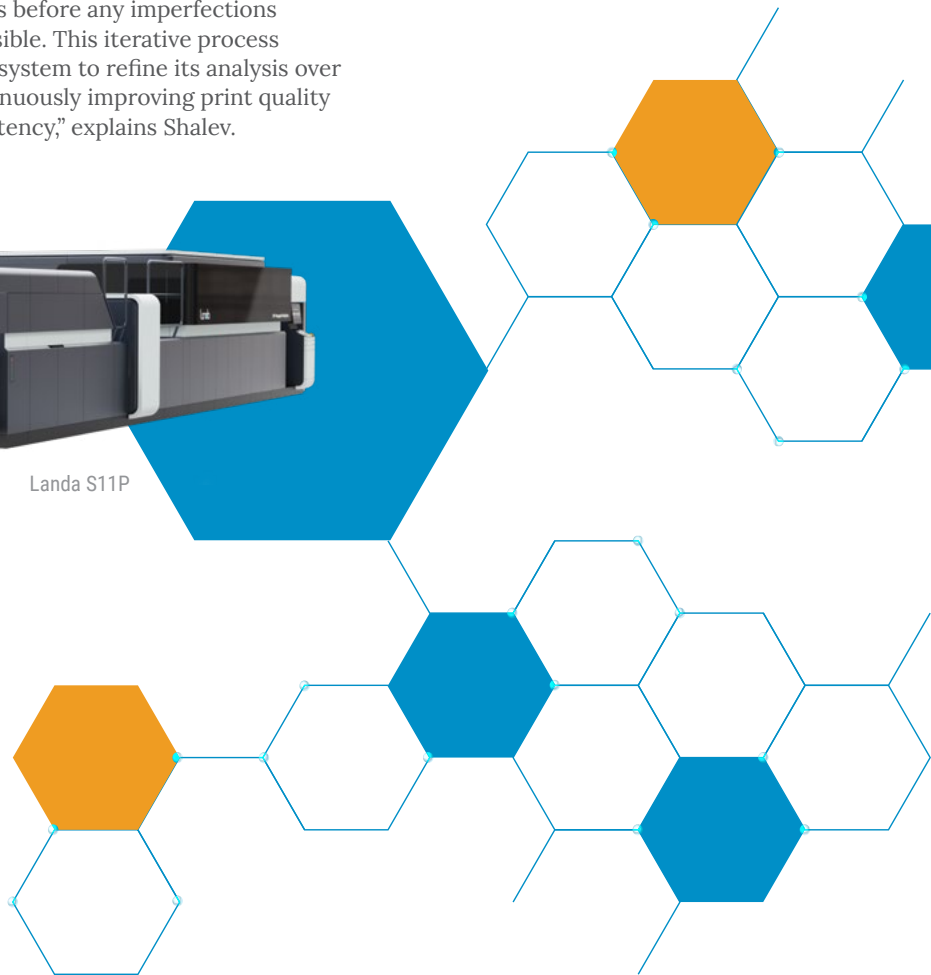 s before any imperfections
sible. This iterative process
system to refine its analysis over
nuously improving print quality
tency,” explains Shalev.
Landa S11P